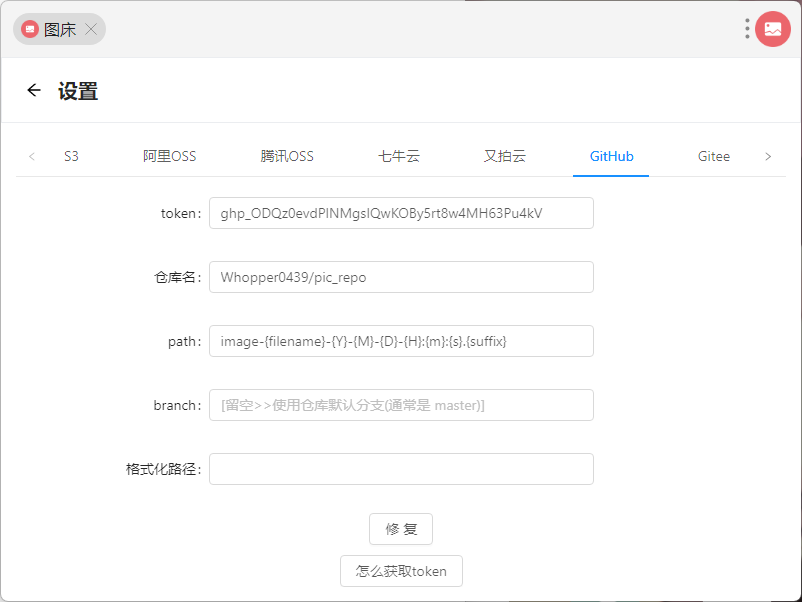 图床
设置
S3 阿里OSS 腾讯OSS 七牛云 又拍云 GitHub Gitee
token: ghp_ODQz0evdPlNMgslQwKOBy5rt8w4MH63Pu4kV
仓库名: Whopper0439/pic_repo
path: image-{filename}-{Y}-{M}-{D}-{H}:{m}:{s}.{suffix}
branch: [留空>>使用仓库默认分支(通常是 master)]
格式化路径:
修 复
怎么获取token